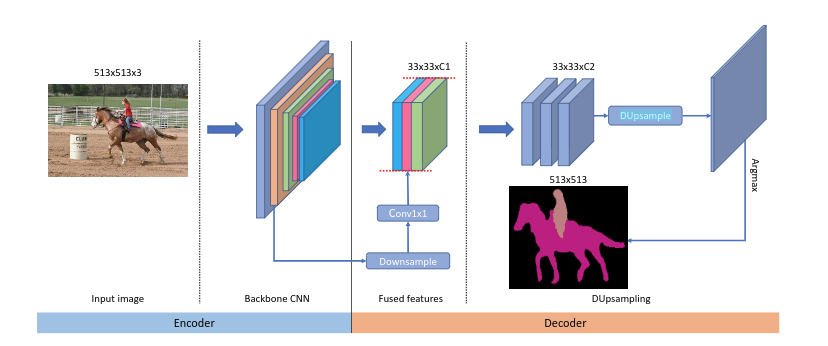 513x513x3
33x33xC1
33x33xC2
DUpsample
Argmax
513x513
Conv1x1
Downsample
Input image
Backbone CNN
Fused features
DUpsampling
Encoder
Decoder